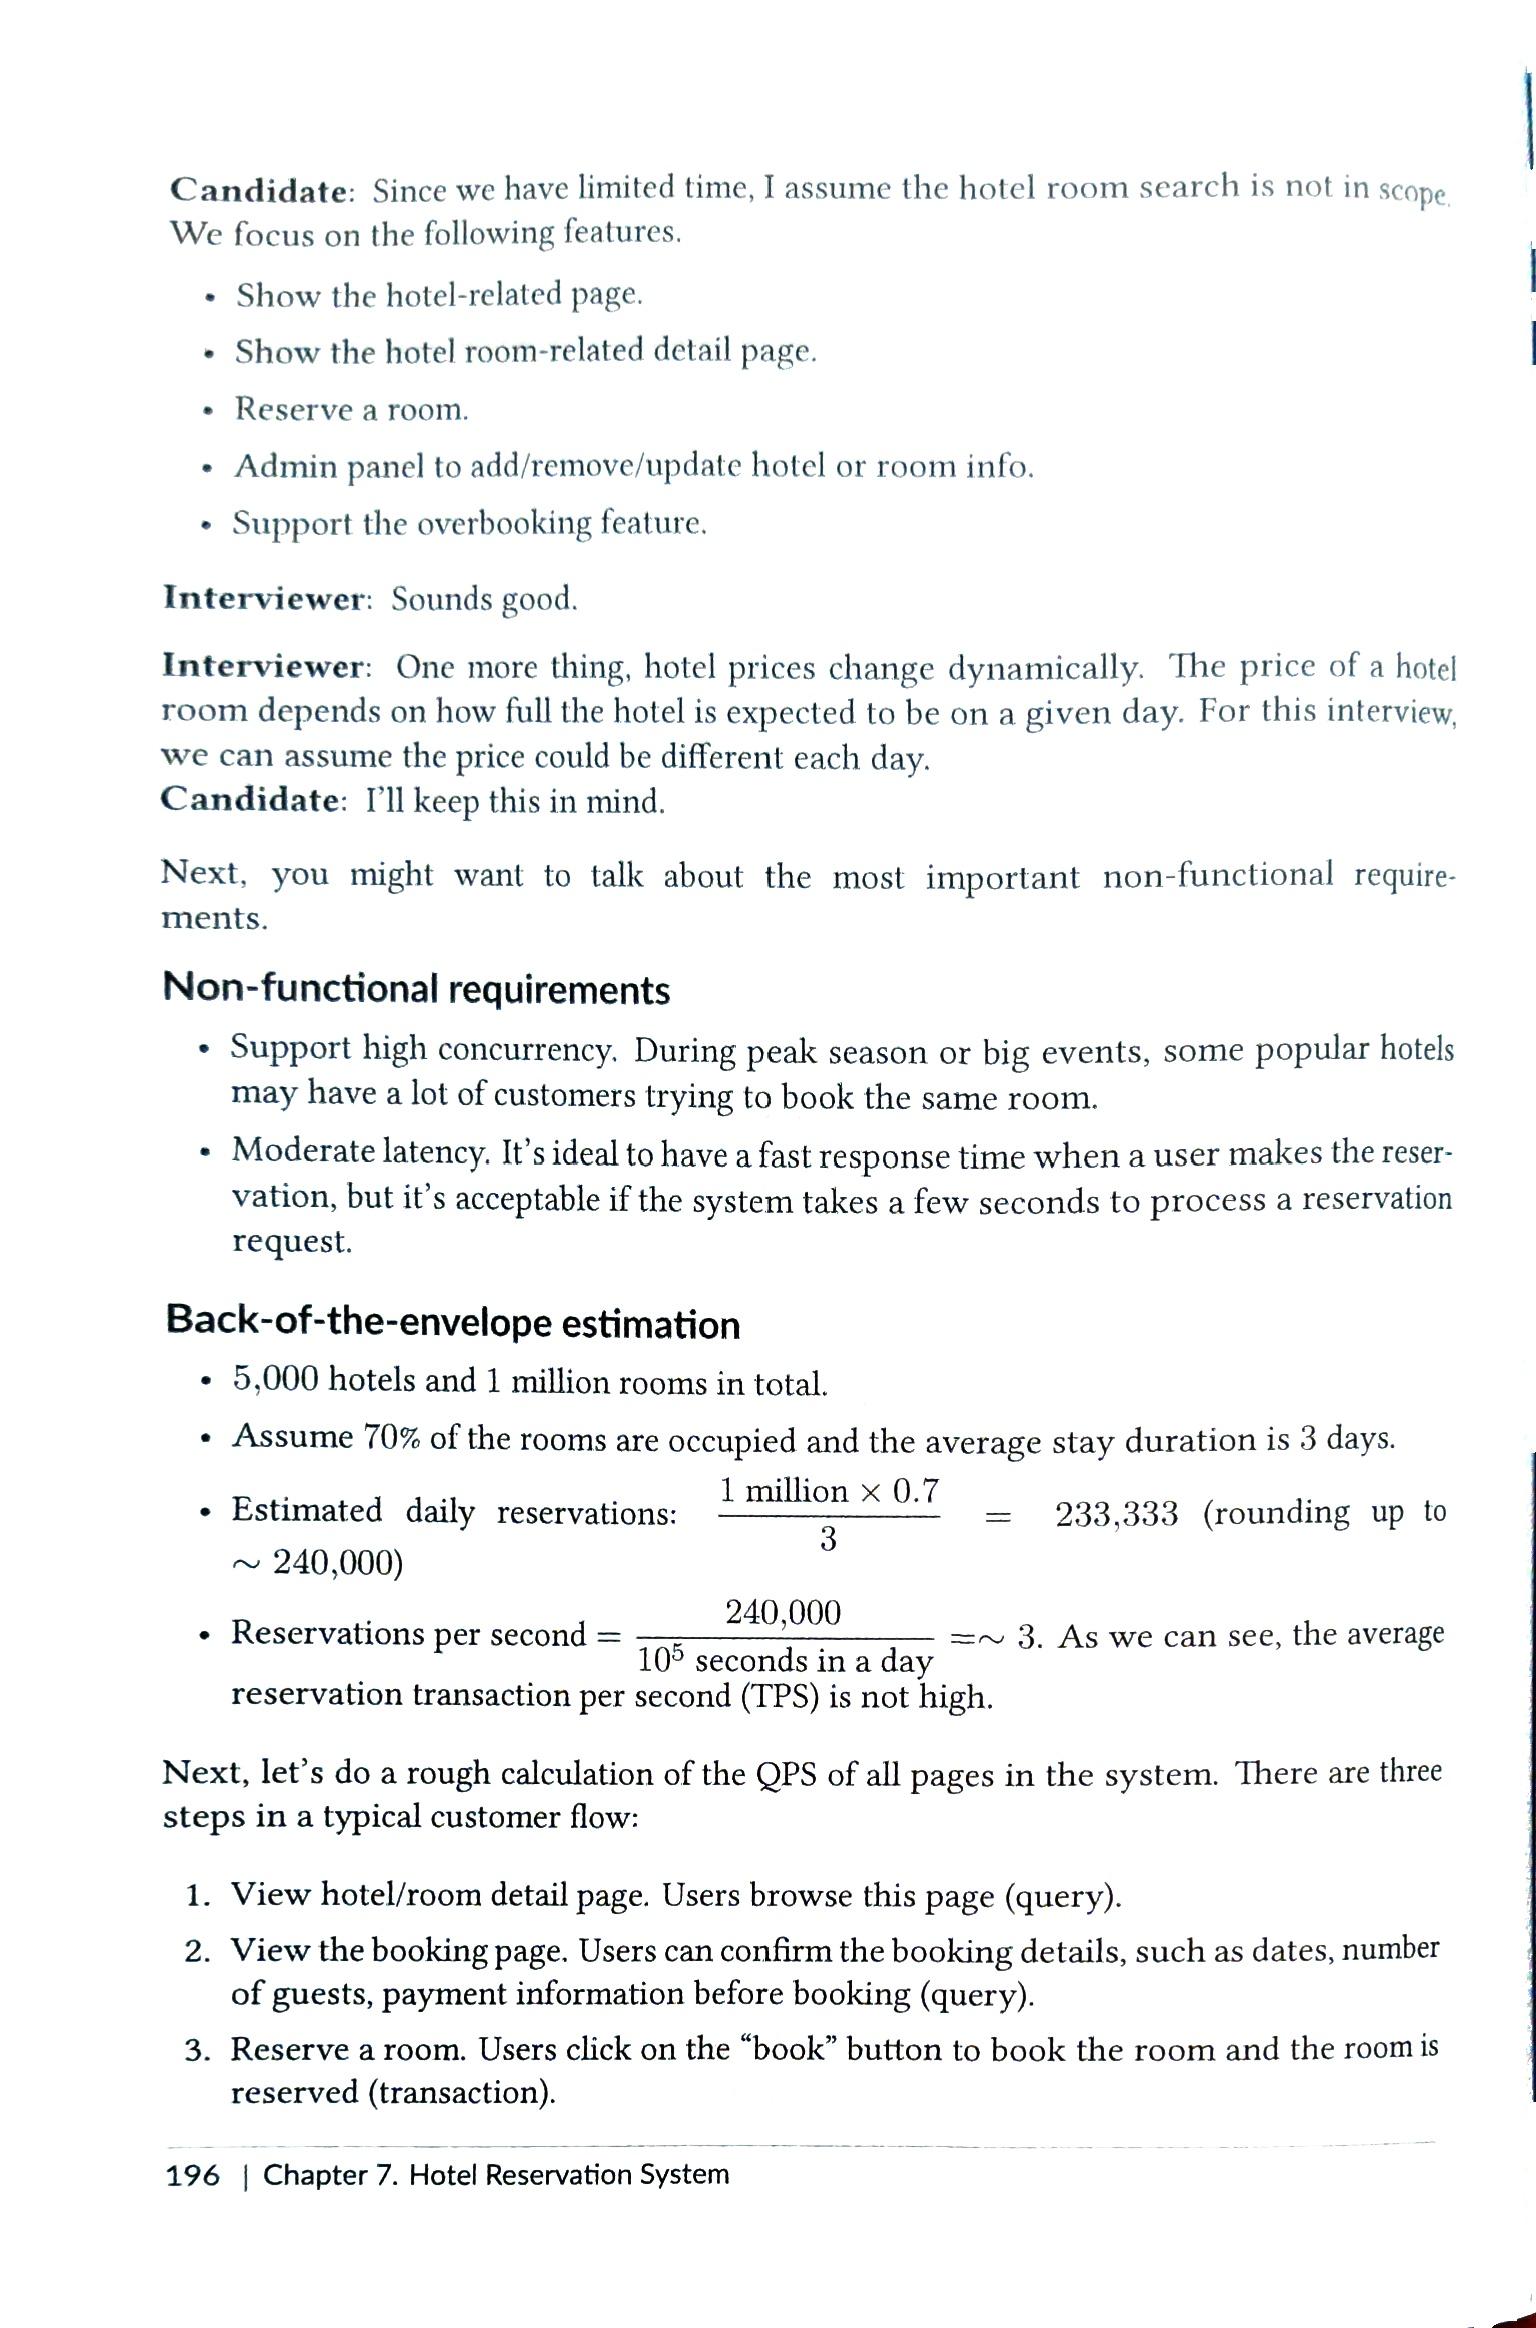 Candidate: Since we have limited time, I assume the hotel room search is not in scope.
We focus on the following features.
• Show the hotel-related page.
• Show the hotel room-related detail page.
• Reserve a room.
• Admin panel to add/remove/update hotel or room info.
• Support the overbooking feature.
Interviewer: Sounds good.
Interviewer: One more thing, hotel prices change dynamically. The price of a hotel
room depends on how full the hotel is expected to be on a given day. For this interview,
we can assume the price could be different each day.
Candidate: I'll keep this in mind.
Next, you might want to talk about the most important non-functional require-
ments.
Non-functional requirements
• Support high concurrency. During peak season or big events, some popular hotels
may have a lot of customers trying to book the same room.
• Moderate latency. It's ideal to have a fast response time when a user makes the reser-
vation, but it's acceptable if the system takes a few seconds to process a reservation
request.
Back-of-the-envelope estimation
• 5,000 hotels and 1 million rooms in total.
• Assume 70% of the rooms are occupied and the average stay duration is 3 days.
• Estimated daily reservations: (1 million × 0.7) / 3 = 233,333 (rounding up to
~ 240,000)
• Reservations per second = 240,000 / (10⁵ seconds in a day) =~ 3. As we can see, the average
reservation transaction per second (TPS) is not high.
Next, let's do a rough calculation of the QPS of all pages in the system. There are three
steps in a typical customer flow:
1. View hotel/room detail page. Users browse this page (query).
2. View the booking page. Users can confirm the booking details, such as dates, number
of guests, payment information before booking (query).
3. Reserve a room. Users click on the “book” button to book the room and the room is
reserved (transaction).
196 | Chapter 7. Hotel Reservation System